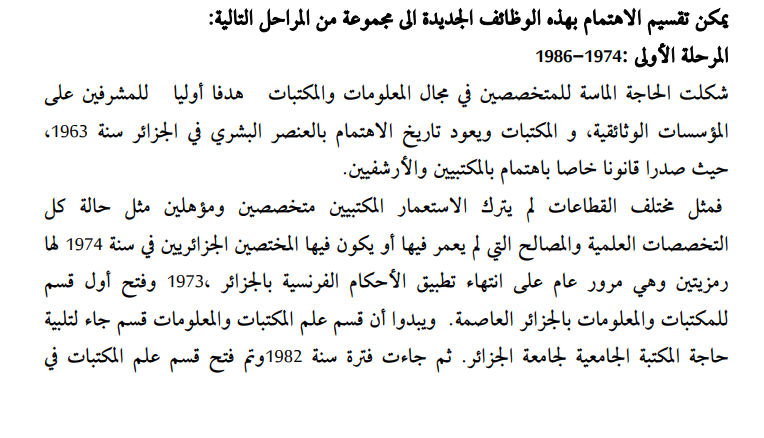 يمكن تقسيم الاهتمام بهذه الوظائف الجديدة الى مجموعة من المراحل التالية:
المرحلة الأولى :1974–1986
شكلت الحاجة الماسة للمتخصصين في مجال المعلومات والمكتبات هدفا أوليا للمشرفين على
المؤسسات الوثائقية، و المكتبات ويعود تاريخ الاهتمام بالعنصر البشري في الجزائر سنة 1963،
حيث صدرا قانونا خاصا باهتمام بالمكتبيين والأرشفيين.
فمثل مختلف القطاعات لم يترك الاستعمار المكتبيين متخصصين ومؤهلين مثل حالة كل
التخصصات العلمية والمصالح التي لم يعمر فيها أو يكون فيها المختصين الجزائريين في سنة 1974 لها
رمزيتين وهي مرور عام على انتهاء تطبيق الأحكام الفرنسية بالجزائر ،1973 وفتح أول قسم
للمكتبات والمعلومات بالجزائر العاصمة. ويبدوا أن قسم علم المكتبات والمعلومات قسم جاء لتلبية
حاجة المكتبة الجامعية لجامعة الجزائر. ثم جاءت فترة سنة 1982وتم فتح قسم علم المكتبات في